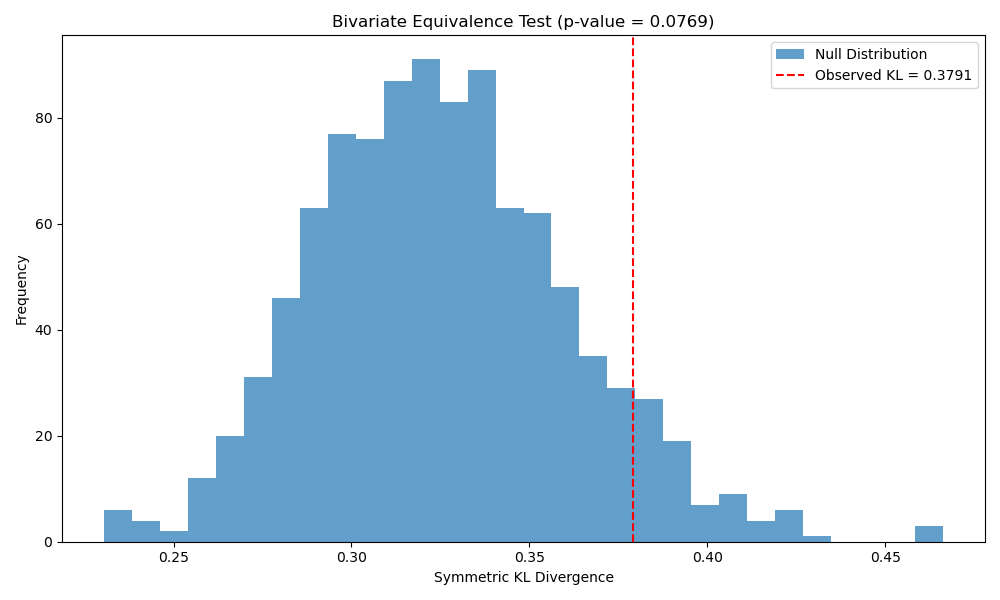 Bivariate Equivalence Test (p-value = 0.0769)
Null Distribution
Observed KL = 0.3791
Frequency
80
60
40
20
0
0.25 0.30 0.35 0.40 0.45
Symmetric KL Divergence